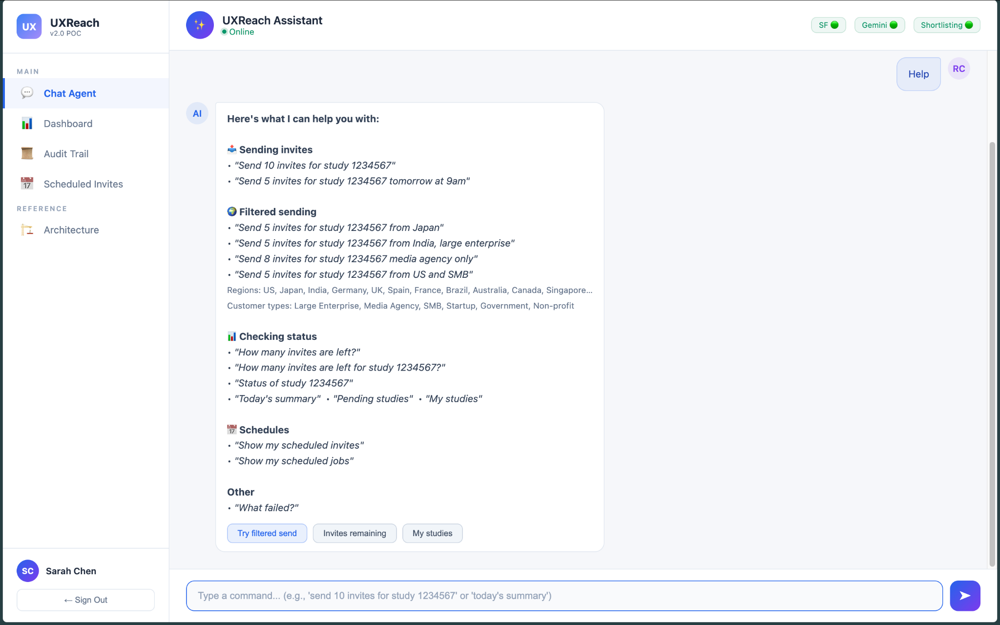 UX
UXReach
v2.0 POC
MAIN
Chat Agent
Dashboard
Audit Trail
17
Scheduled Invites
REFERENCE
Architecture
SC
Sarah Chen
← Sign Out
UXReach Assistant
Online
SF
Gemini
Shortlisting
Help
RC
AI
Here's what I can help you with:
Sending invites
• "Send 10 invites for study 1234567"
• "Send 5 invites for study 1234567 tomorrow at 9am"
Filtered sending
• "Send 5 invites for study 1234567 from Japan"
• "Send 5 invites for study 1234567 from India, large enterprise"
• "Send 8 invites for study 1234567 media agency only"
• "Send 5 invites for study 1234567 from US and SMB"
Regions: US, Japan, India, Germany, UK, Spain, France, Brazil, Australia, Canada, Singapore...
Customer types: Large Enterprise, Media Agency, SMB, Startup, Government, Non-profit
Checking status
• "How many invites are left?"
• "How many invites are left for study 1234567?"
• "Status of study 1234567"
• "Today's summary" • "Pending studies" • "My studies"
17 Schedules
• "Show my scheduled invites"
• "Show my scheduled jobs"
Other
• "What failed?"
Try filtered send
Invites remaining
My studies
Type a command... (e.g., 'send 10 invites for study 1234567' or 'today's summary')